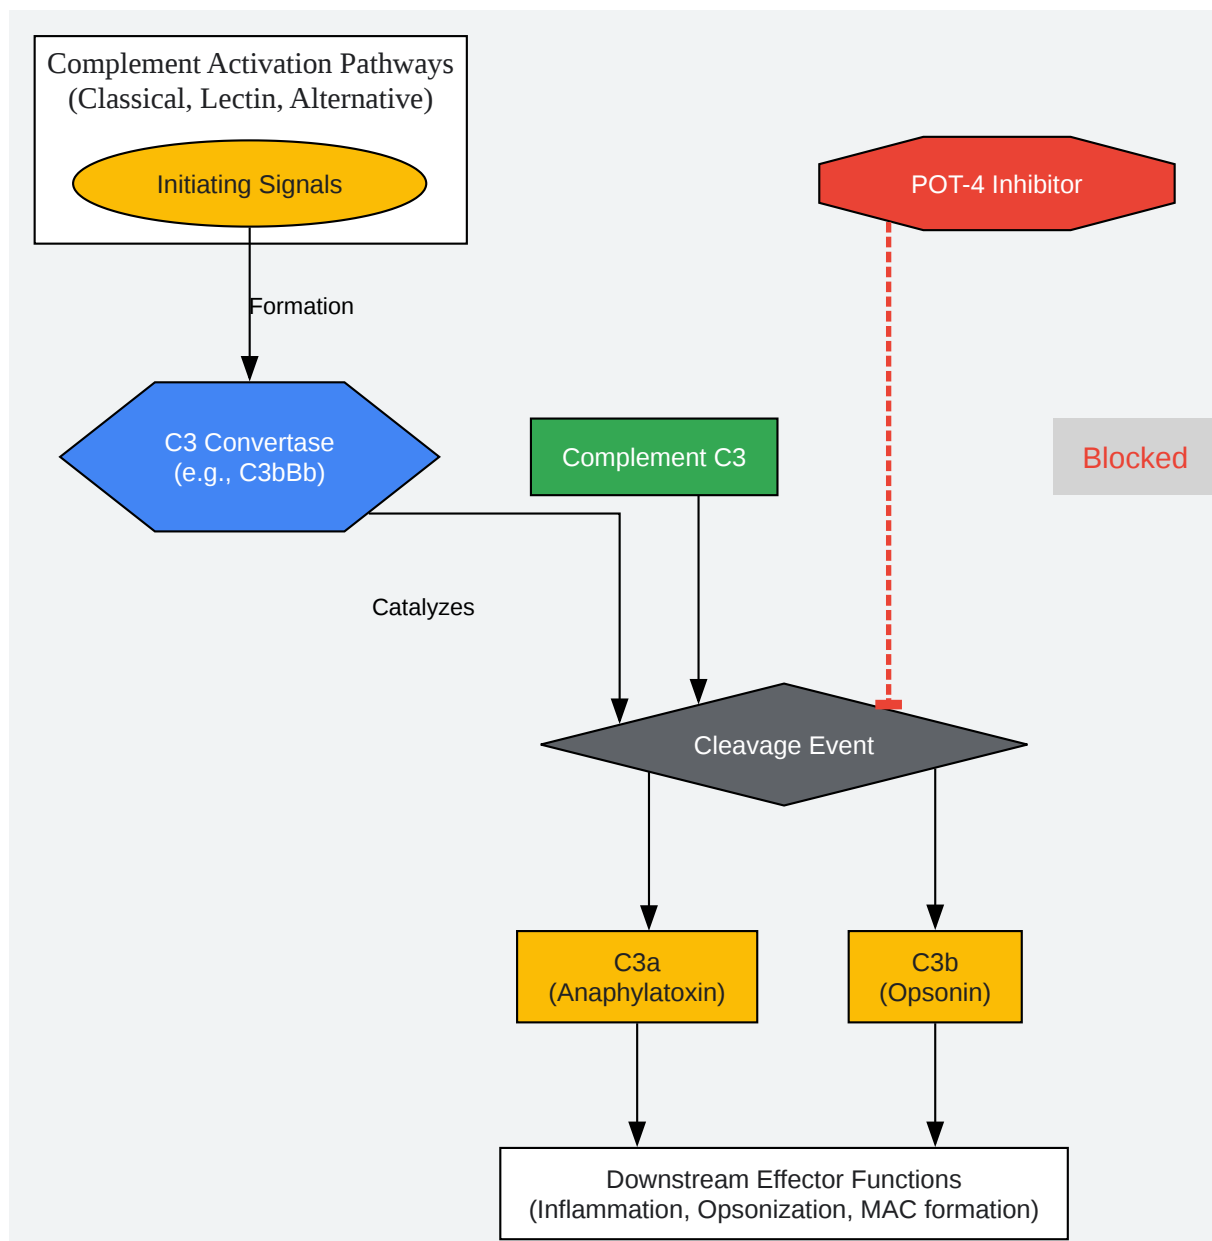 Complement Activation Pathways
(Classical, Lectin, Alternative)
Initiating Signals
POT-4 Inhibitor
Formation
C3 Convertase
(e.g., C3bBb)
Complement C3
Blocked
Catalyzes
Cleavage Event
C3a
(Anaphylatoxin)
C3b
(Opsonin)
Downstream Effector Functions
(Inflammation, Opsonization, MAC formation)